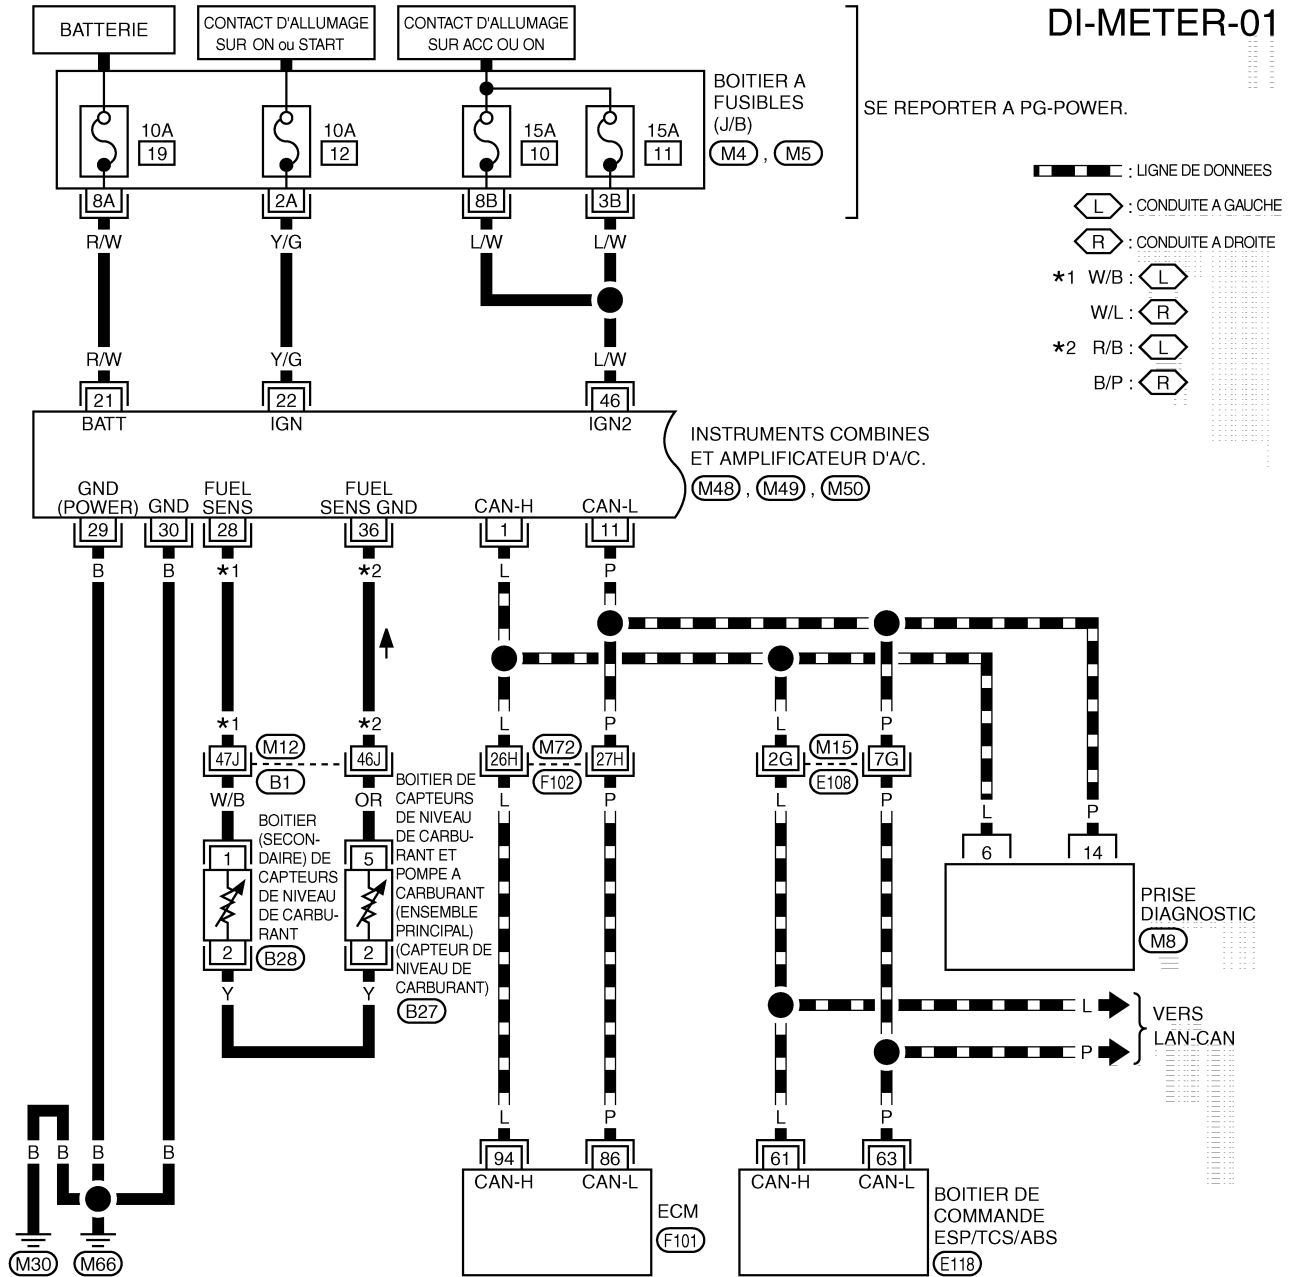 DI-METER-01
BATTERIE
CONTACT D'ALLUMAGE
SUR ON ou START
CONTACT D'ALLUMAGE
SUR ACC OU ON
10A
19
10A
12
15A
10
15A
11
BOITIER A
FUSIBLES
(J/B)
M4 , M5
SE REPORTER A PG-POWER.
8A
2A
8B
3B
R/W
Y/G
L/W
L/W
: LIGNE DE DONNEES
L : CONDUITE A GAUCHE
R : CONDUITE A DROITE
*1 W/B : L
W/L : R
*2 R/B : L
B/P : R
R/W
Y/G
L/W
21
22
46
BATT
IGN
IGN2
INSTRUMENTS COMBINES
ET AMPLIFICATEUR D'A/C.
M48 , M49 , M50
GND
(POWER)
GND
FUEL
SENS
FUEL
SENS GND
CAN-H
CAN-L
29
30
28
36
1
11
B
B
*1
*2
L
P
*1
*2
L
P
L
P
47J
M12
B1
46J
26H
M72
F102
27H
2G
M15
E108
7G
W/B
OR
L
P
L
P
L
P
BOITIER
(SECON-
DAIRE) DE
CAPTEURS
DE NIVEAU
DE CARBU-
RANT
B28
BOITIER DE
CAPTEURS
DE NIVEAU
DE CARBU-
RANT ET
POMPE A
CARBURANT
(ENSEMBLE
PRINCIPAL)
(CAPTEUR DE
NIVEAU DE
CARBURANT)
B27
1
5
2
2
Y
Y
6
14
PRISE
DIAGNOSTIC
M8
L
P
VERS
LAN-CAN
B
B
B
B
L
P
L
P
94
86
61
63
CAN-H
CAN-L
CAN-H
CAN-L
ECM
F101
BOITIER DE
COMMANDE
ESP/TCS/ABS
E118
M30
M66